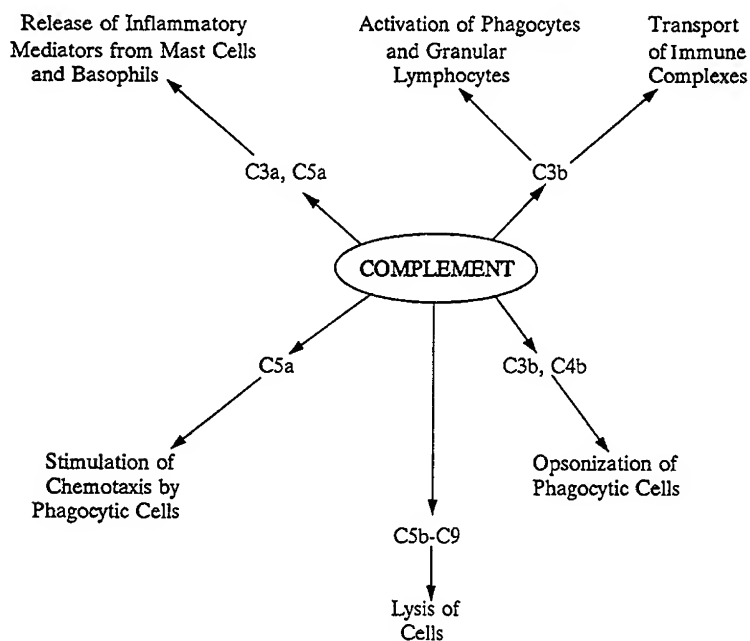 Release of Inflammatory
Mediators from Mast Cells
and Basophils
Activation of Phagocytes
and Granular
Lymphocytes
Transport
of Immune
Complexes
C3a, C5a
C3b
COMPLEMENT
C5a
C3b, C4b
Stimulation of
Chemotaxis by
Phagocytic Cells
Opsonization of
Phagocytic Cells
C5b-C9
Lysis of
Cells